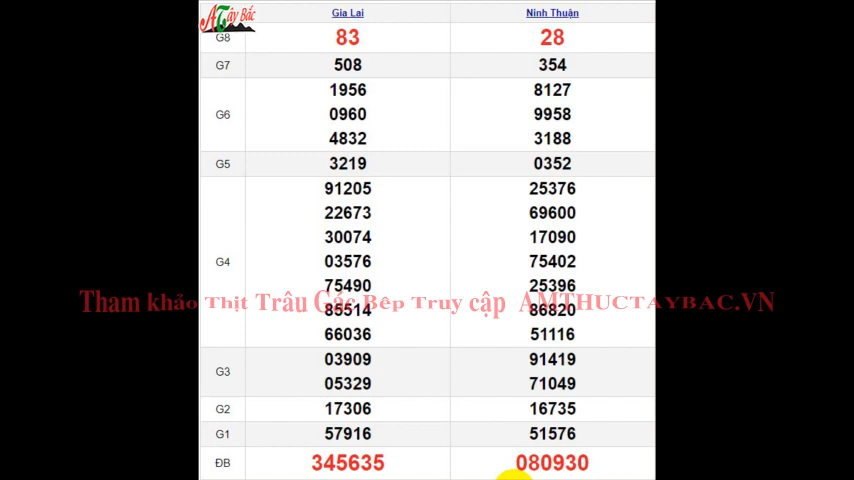 Tây Bắc
Gia Lai Ninh Thuận
G8 83 28
G7 508 354
G6 1956 8127
0960 9958
4832 3188
G5 3219 0352
G4 91205 25376
22673 69600
30074 17090
03576 75402
75490 25396
85514 86820
66036 51116
Tham khảo Thịt Trâu Gác Bếp Truy cập AMTHUCTAYBAC.VN
G3 03909 91419
05329 71049
G2 17306 16735
G1 57916 51576
ĐB 345635 080930